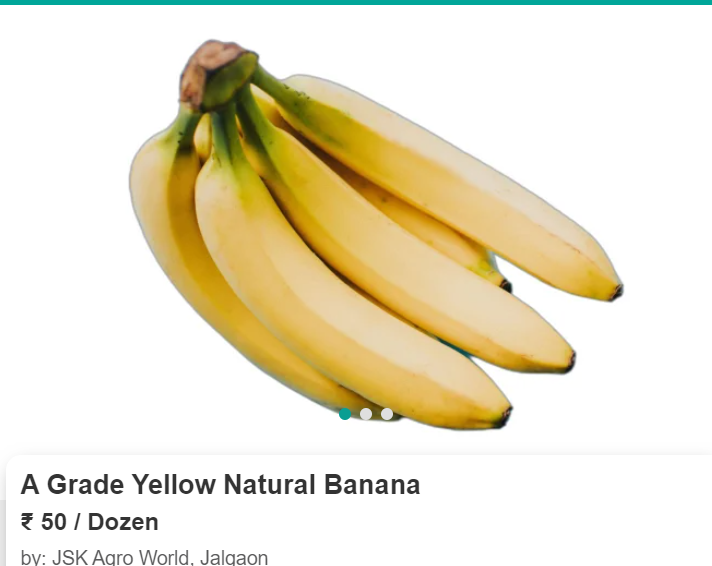 A Grade Yellow Natural Banana
₹ 50 / Dozen
by: JSK Agro World, Jalgaon